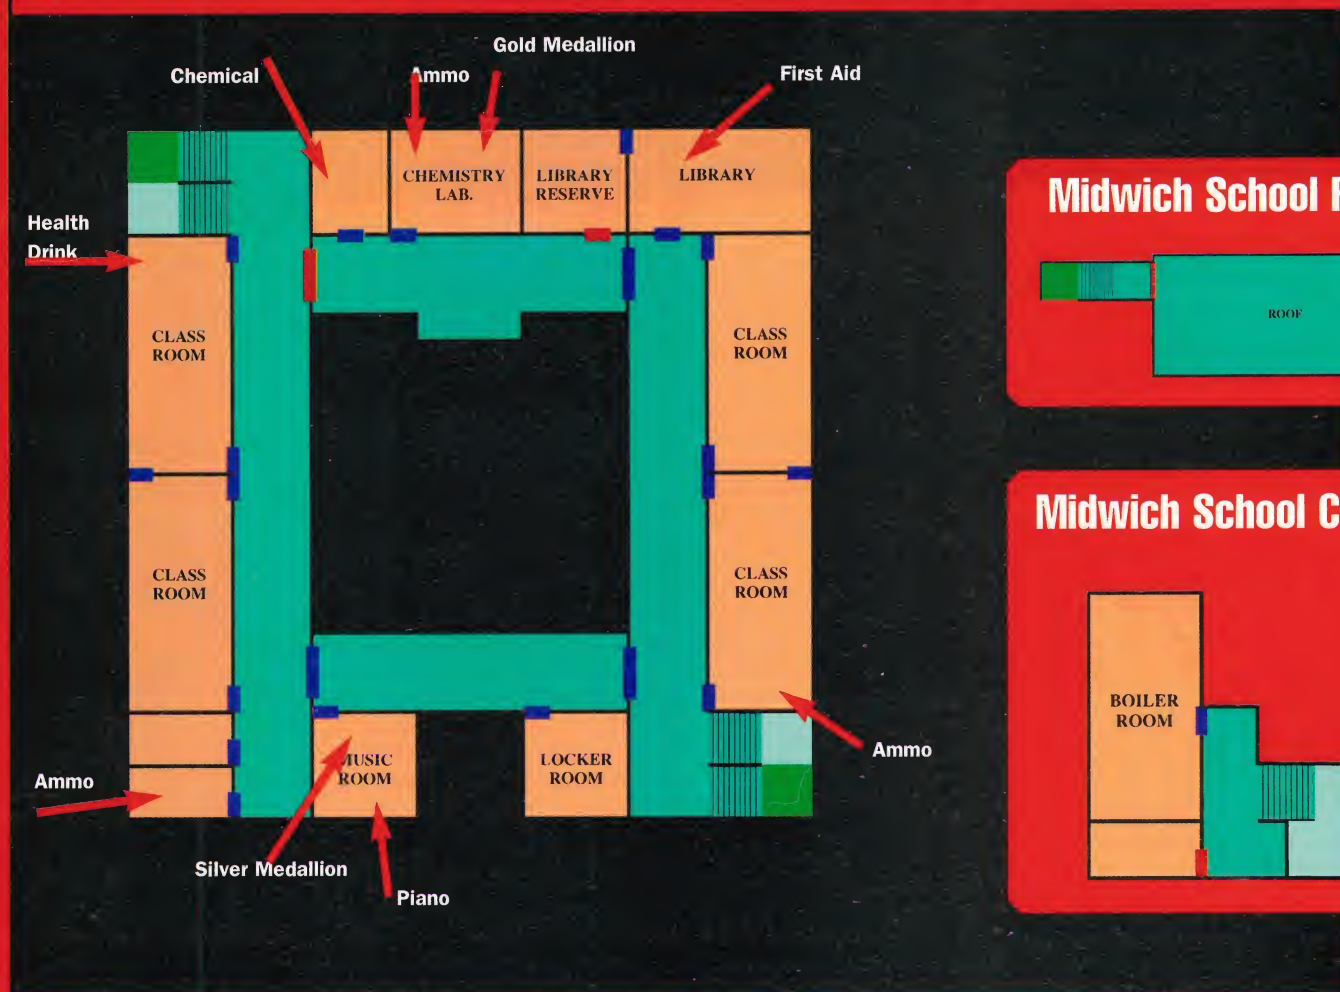 Gold Medallion
Chemical
Ammo
First Aid
CHEMISTRY
LAB.
LIBRARY
RESERVE
LIBRARY
Midwich School
Health
Drink
ROOF
CLASS
ROOM
CLASS
ROOM
Midwich School
CLASS
ROOM
CLASS
ROOM
BOILER
ROOM
MUSIC
ROOM
LOCKER
ROOM
Ammo
Ammo
Silver Medallion
Piano